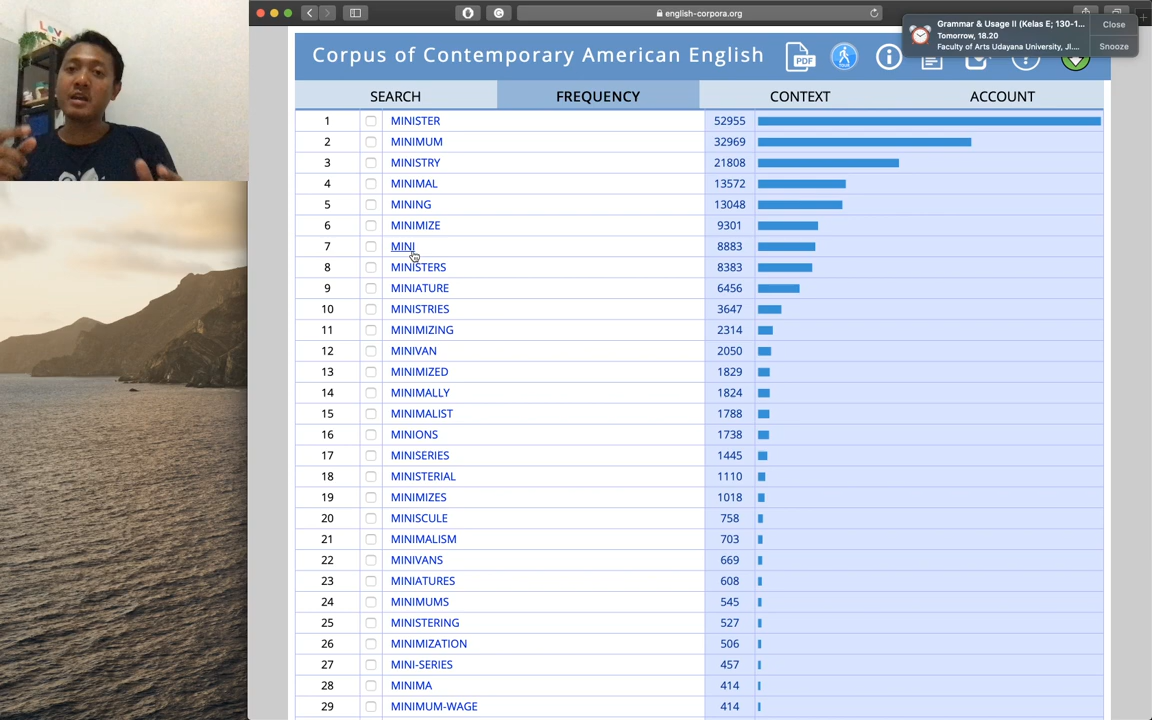 LOVE
english-corpora.org
Grammar & Usage II (Kelas E; 130-1...
Tomorrow, 18.20
Faculty of Arts Udayana University, Jl....
Close
Snooze
Corpus of Contemporary American English
PDF
SEARCH FREQUENCY CONTEXT ACCOUNT
1 MINISTER 52955
2 MINIMUM 32969
3 MINISTRY 21808
4 MINIMAL 13572
5 MINING 13048
6 MINIMIZE 9301
7 MINI 8883
8 MINISTERS 8383
9 MINIATURE 6456
10 MINISTRIES 3647
11 MINIMIZING 2314
12 MINIVAN 2050
13 MINIMIZED 1829
14 MINIMALLY 1824
15 MINIMALIST 1788
16 MINIONS 1738
17 MINISERIES 1445
18 MINISTERIAL 1110
19 MINIMIZES 1018
20 MINISCULE 758
21 MINIMALISM 703
22 MINIVANS 669
23 MINIATURES 608
24 MINIMUMS 545
25 MINISTERING 527
26 MINIMIZATION 506
27 MINI-SERIES 457
28 MINIMA 414
29 MINIMUM-WAGE 414